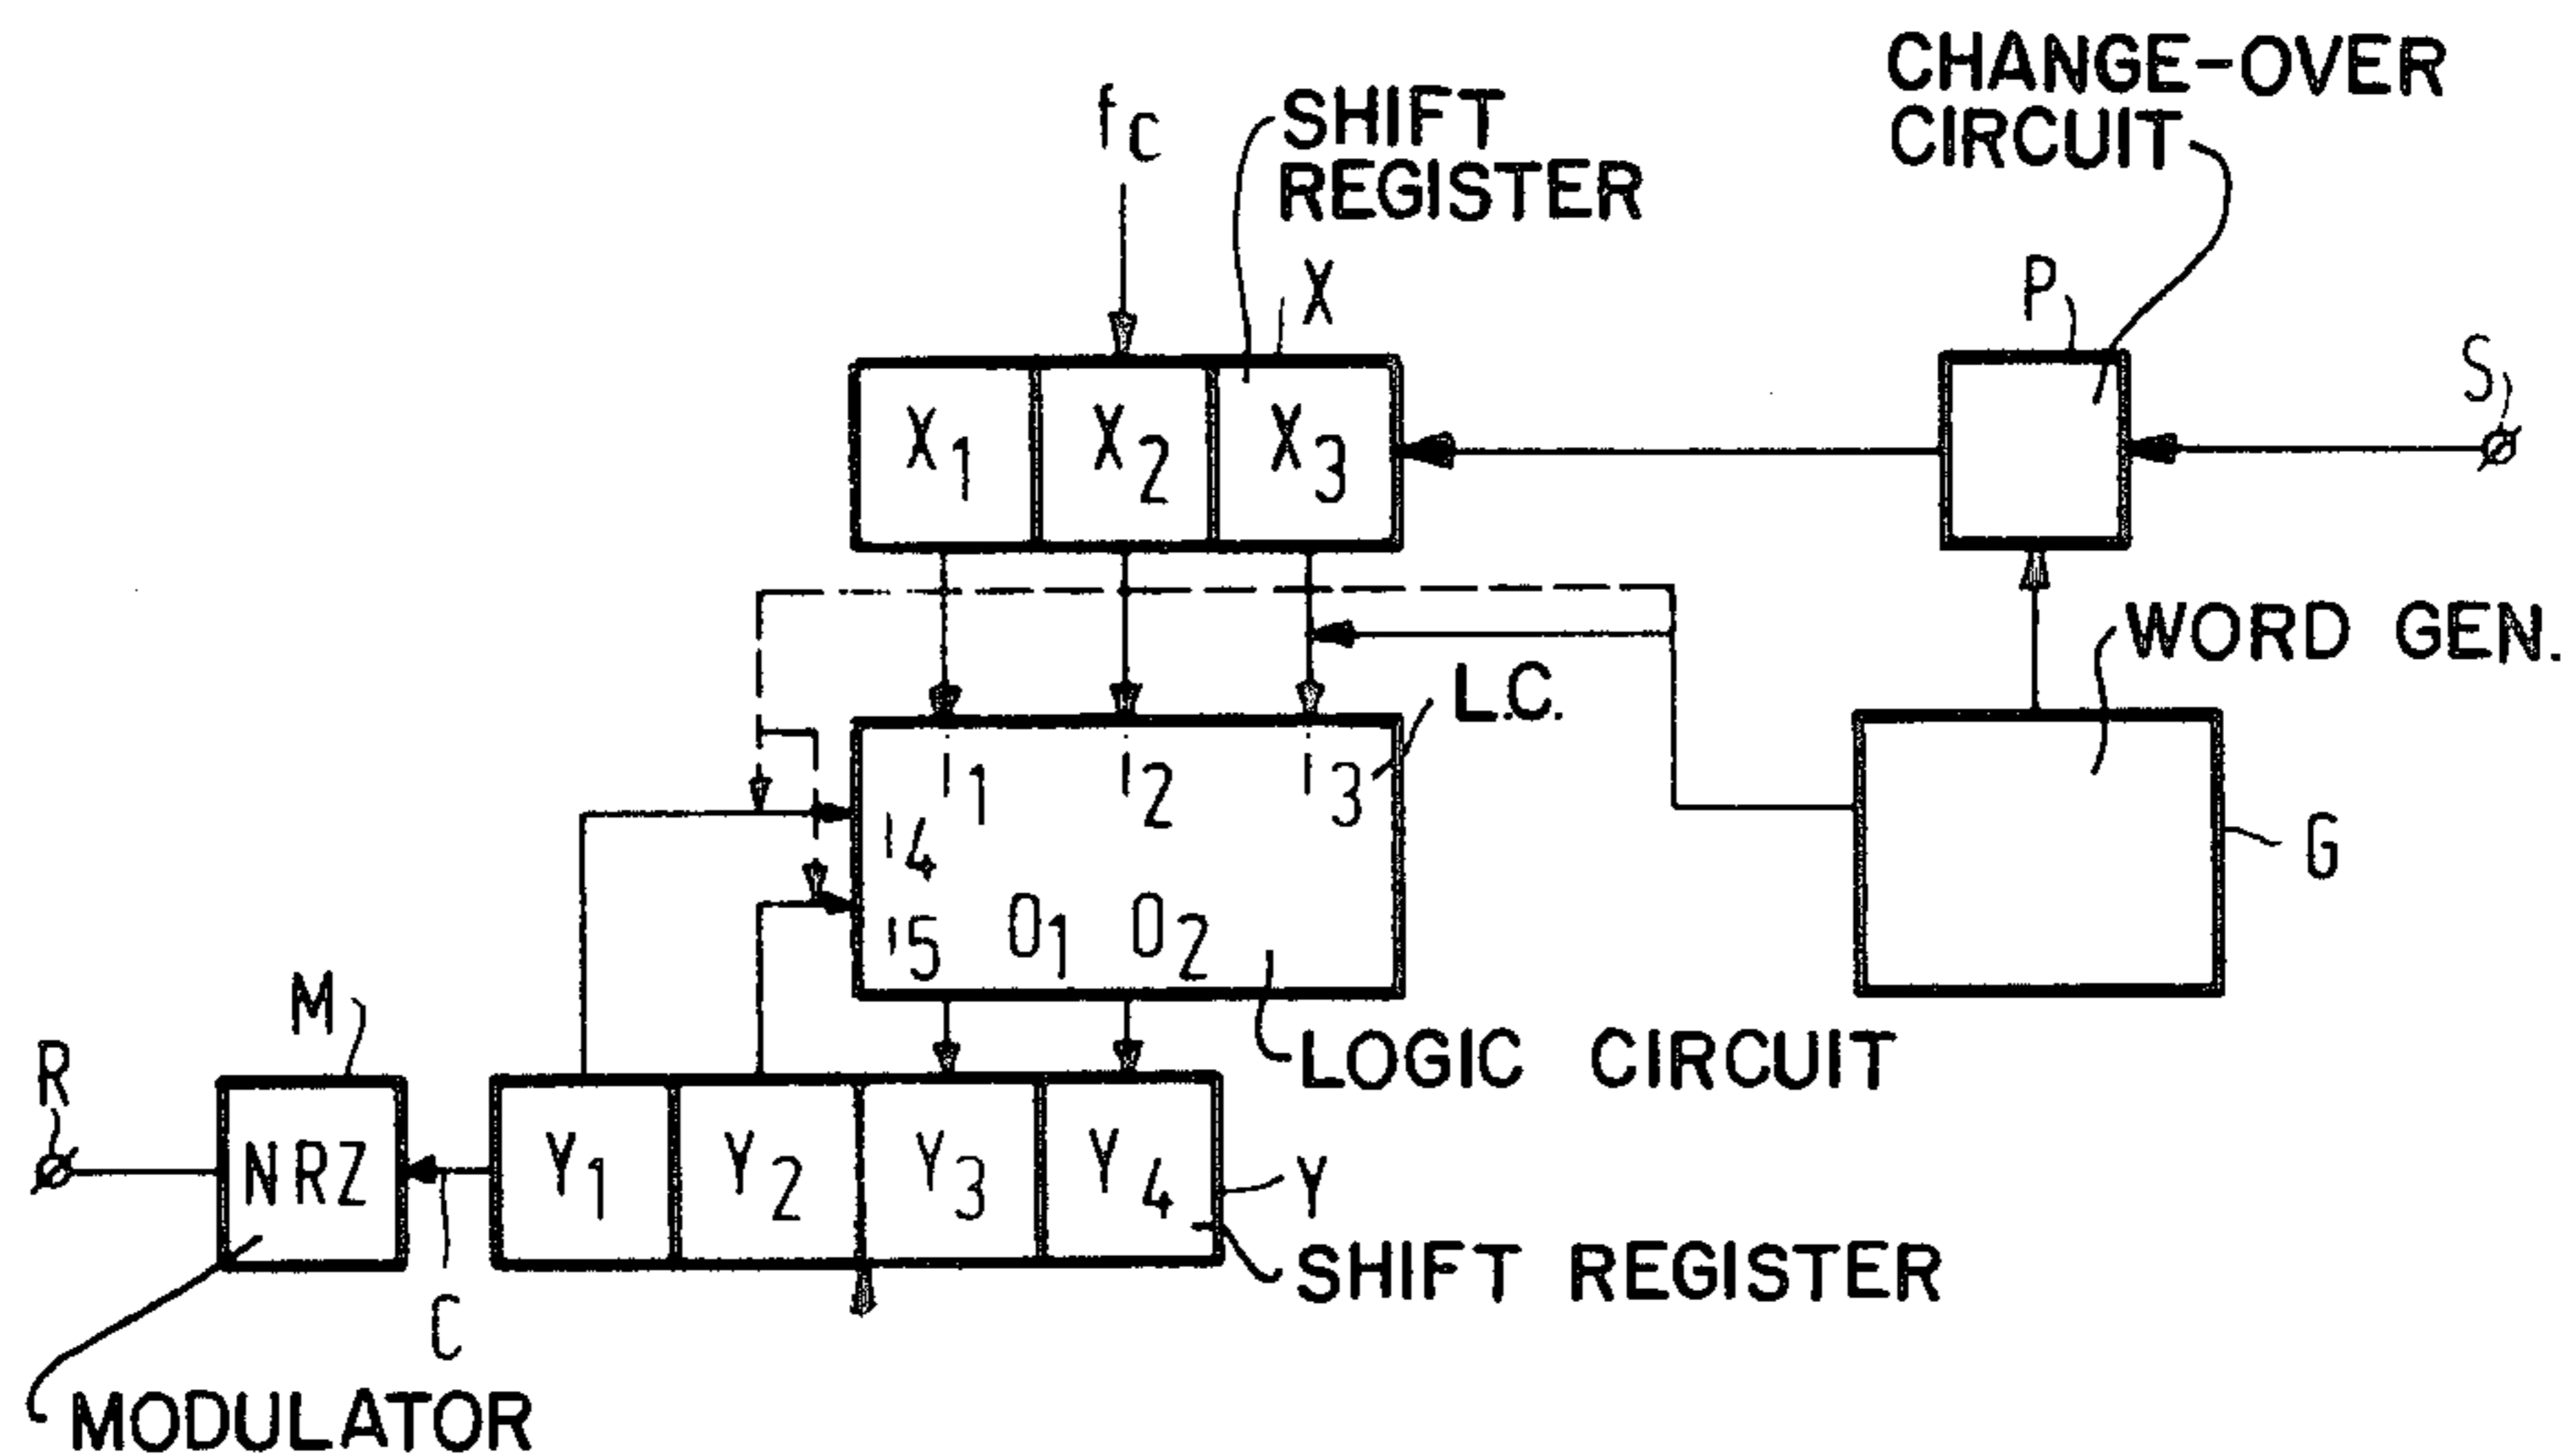 CHANGE-OVER
CIRCUIT
fC
SHIFT
REGISTER
X
P
S
X1 X2 X3
WORD GEN.
L.C.
I1 I2 I3
I4
G
I5 O1 O2
M
LOGIC CIRCUIT
R
NRZ
Y1 Y2 Y3 Y4
Y
SHIFT REGISTER
C
MODULATOR